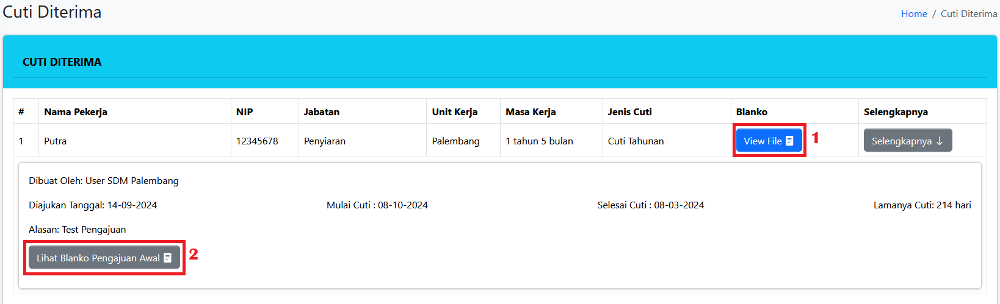 Cuti Diterima
Home / Cuti Diterima
CUTI DITERIMA
# Nama Pekerja NIP Jabatan Unit Kerja Masa Kerja Jenis Cuti Blanko Selengkapnya
1 Putra 12345678 Penyiaran Palembang 1 tahun 5 bulan Cuti Tahunan View File 1 Selengkapnya ↓
Dibuat Oleh: User SDM Palembang
Diajukan Tanggal: 14-09-2024 Mulai Cuti : 08-10-2024 Selesai Cuti : 08-03-2024 Lamanya Cuti: 214 hari
Alasan: Test Pengajuan
Lihat Blanko Pengajuan Awal 2